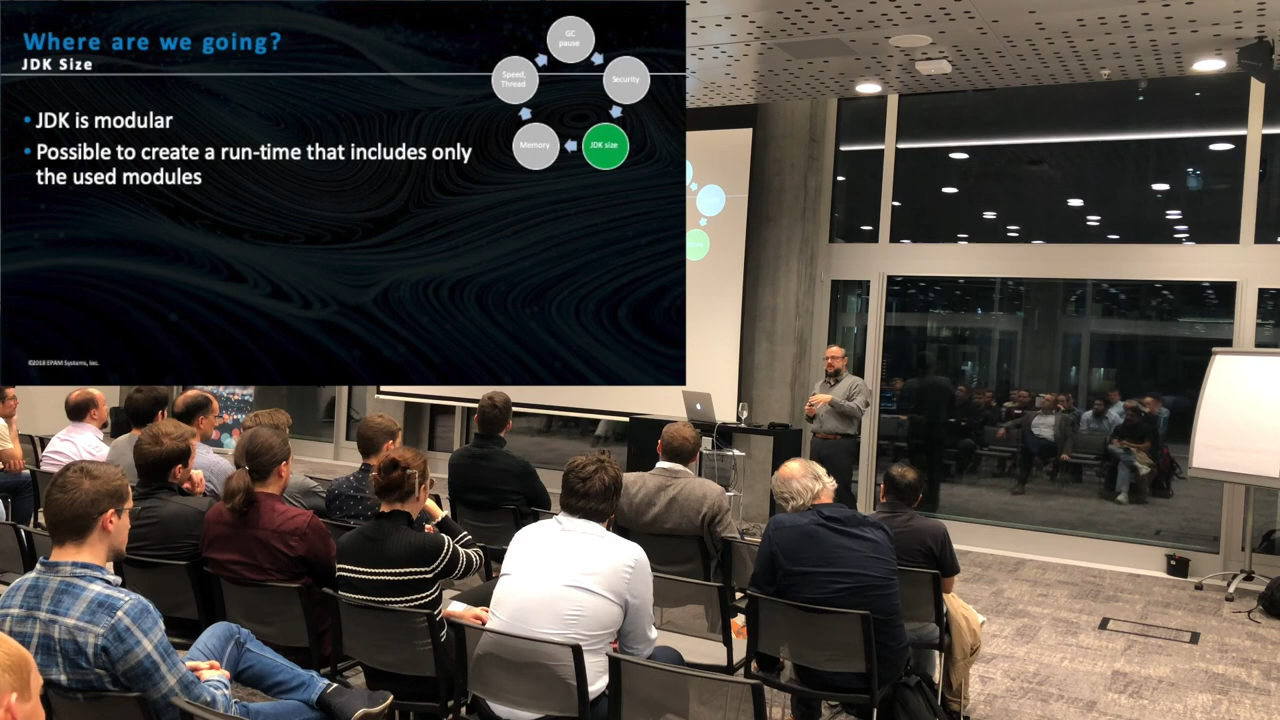 Where are we going?
JDK Size
JDK is modular
Possible to create a run-time that includes only
the used modules
GC
pause
Security
JDK size
Memory
Speed,
Thread
©2018 EPAM Systems, Inc.